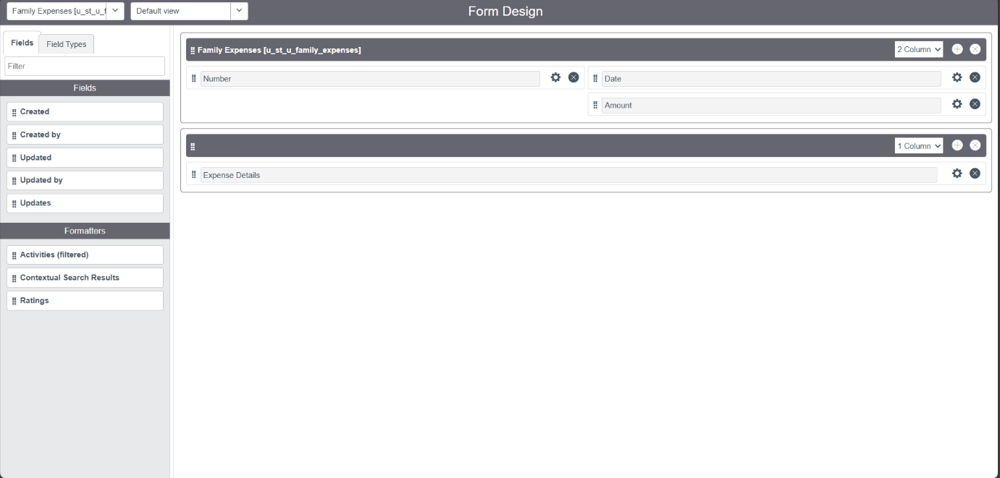 Family Expenses [u_st_u_f
Default view
Form Design
Fields
Field Types
Filter
Fields
Created
Created by
Updated
Updated by
Updates
Formatters
Activities (filtered)
Contextual Search Results
Ratings
Family Expenses [u_st_u_family_expenses]
2 Column
Number
Date
Amount
1 Column
Expense Details